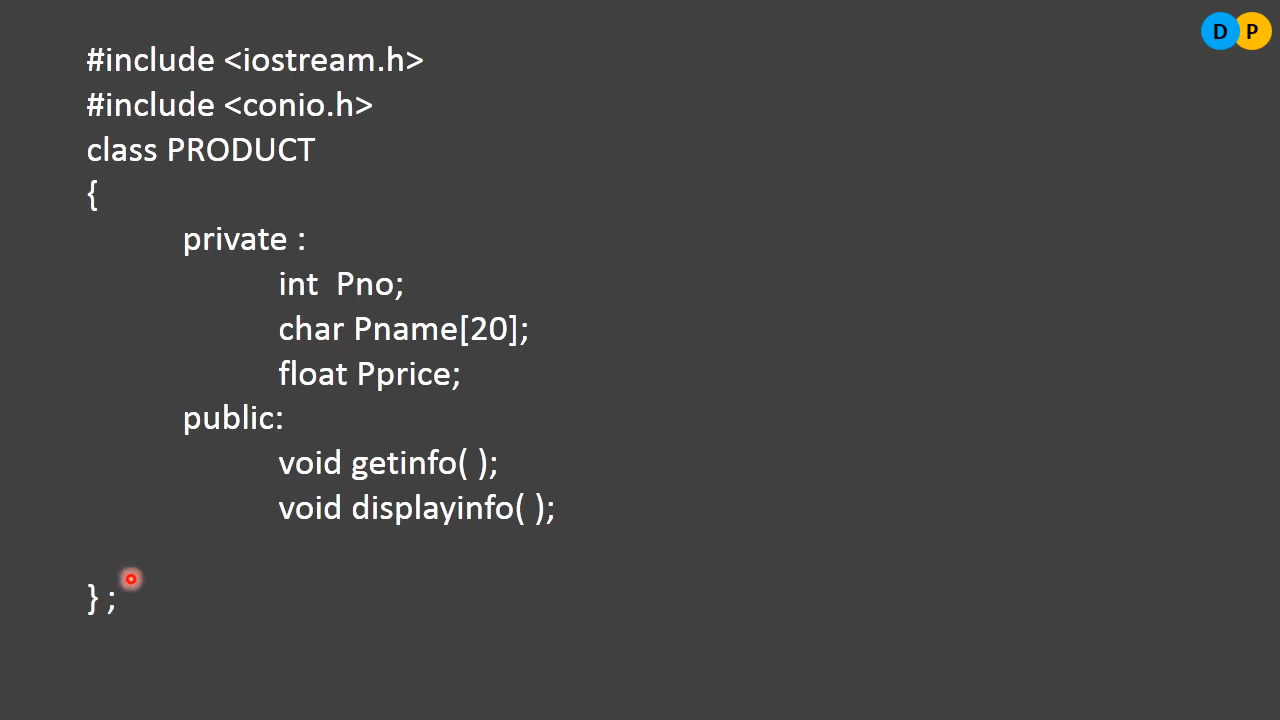 D P
#include <iostream.h>
#include <conio.h>
class PRODUCT
{
private :
int  Pno;
char Pname[20];
float Pprice;
public:
void getinfo( );
void displayinfo( );
} ;